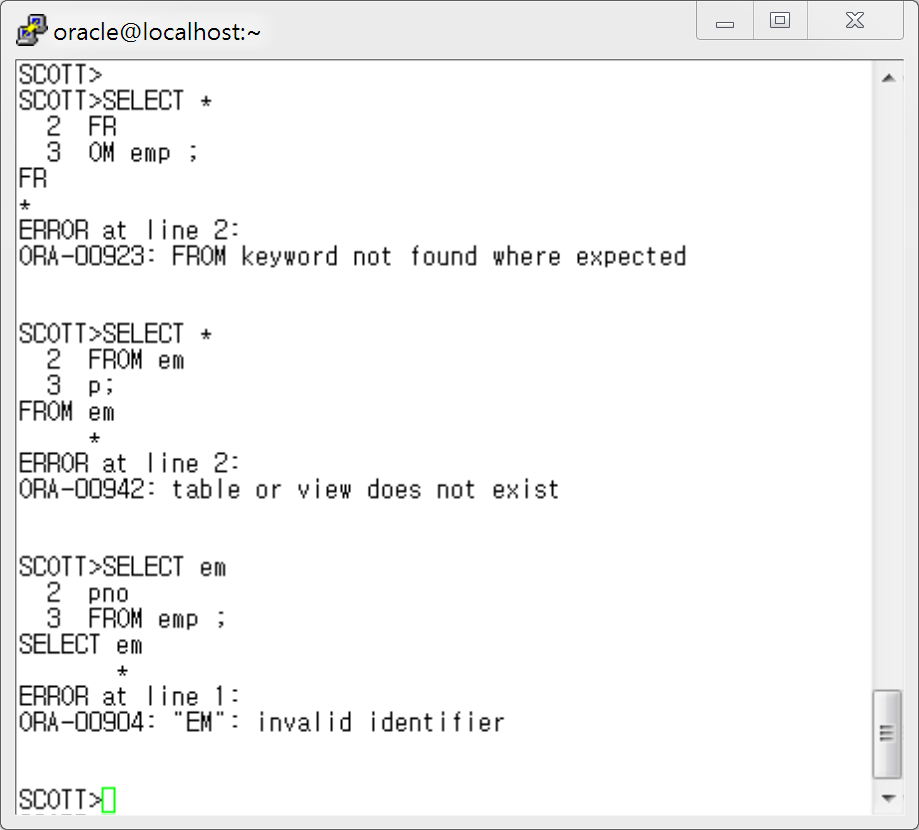 oracle@localhost:~
SCOTT>
SCOTT>SELECT *
  2  FR
  3  OM emp ;
FR
*
ERROR at line 2:
ORA-00923: FROM keyword not found where expected
SCOTT>SELECT *
  2  FROM em
  3  p;
FROM em
     *
ERROR at line 2:
ORA-00942: table or view does not exist
SCOTT>SELECT em
  2  pno
  3  FROM emp ;
SELECT em
       *
ERROR at line 1:
ORA-00904: "EM": invalid identifier
SCOTT>